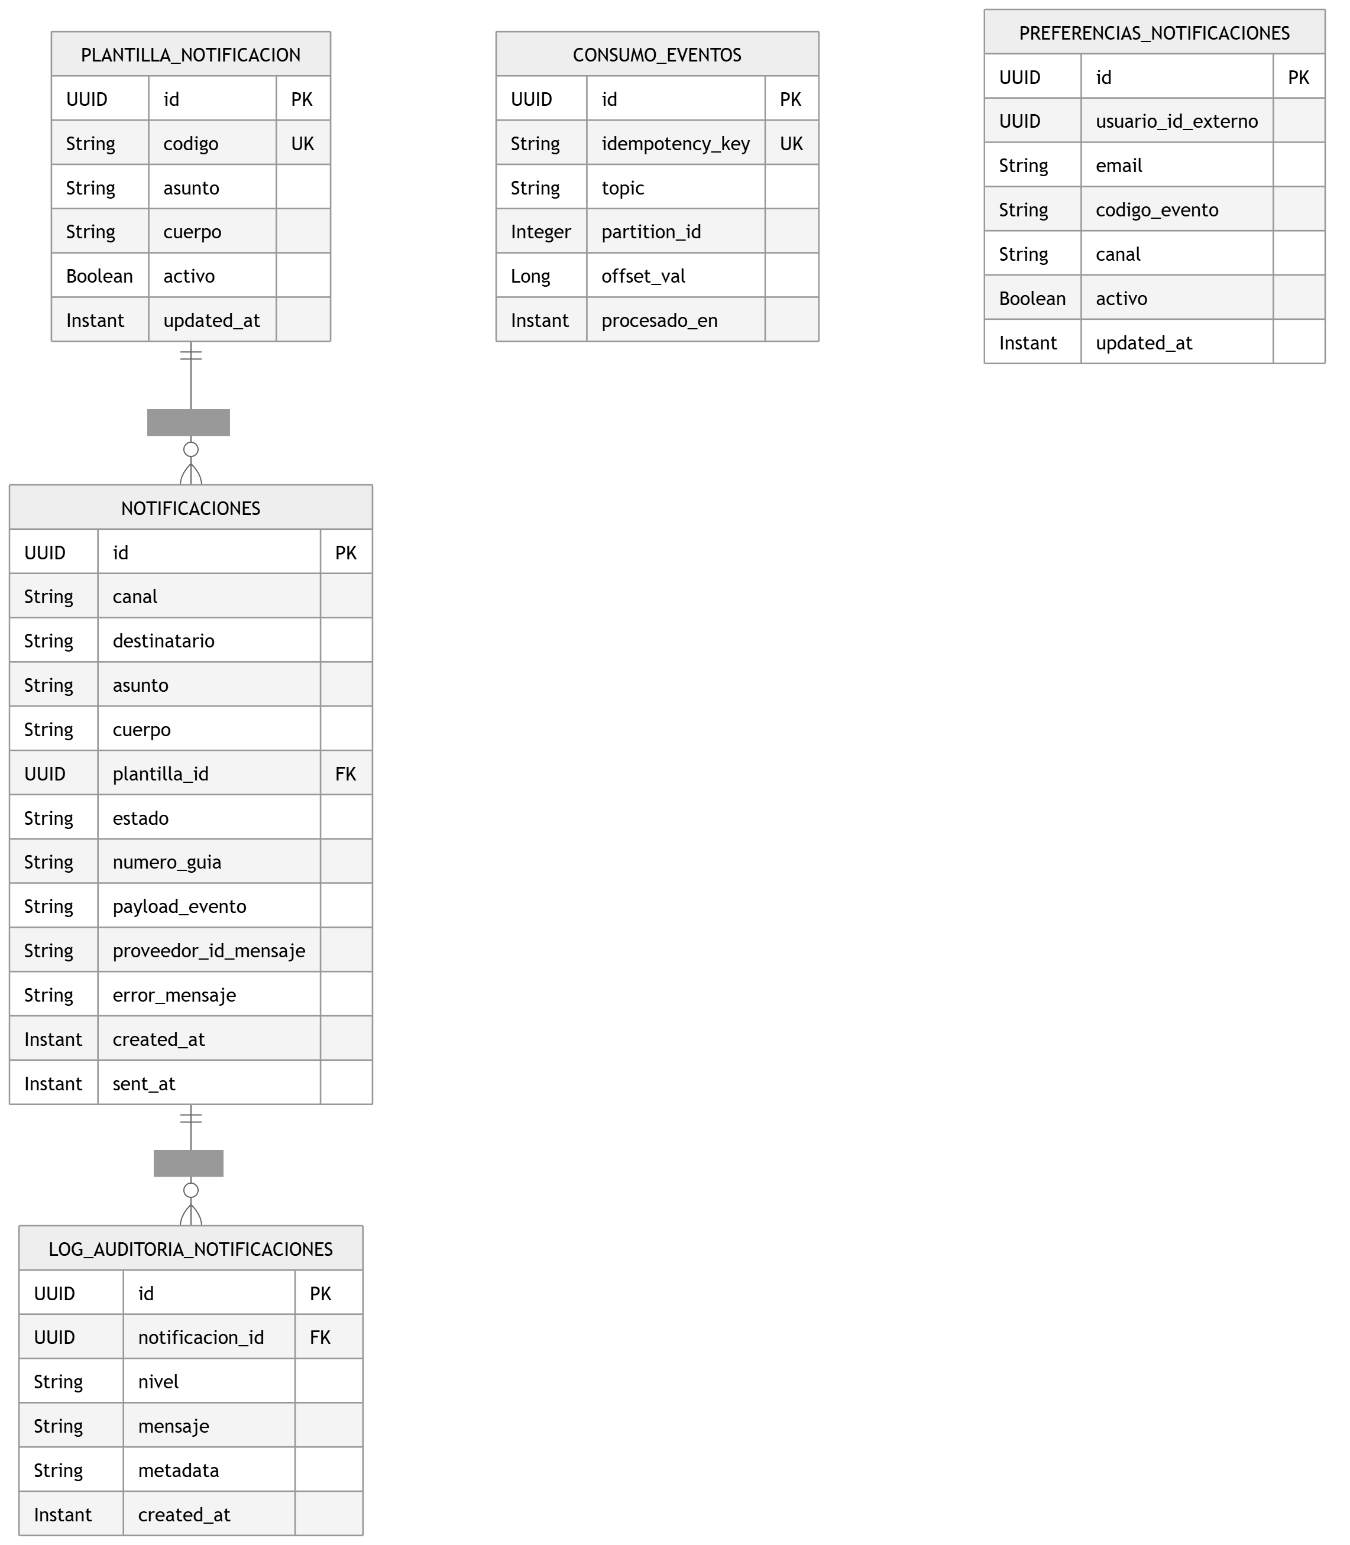 PLANTILLA_NOTIFICACION
UUID id PK
String codigo UK
String asunto
String cuerpo
Boolean activo
Instant updated_at
CONSUMO_EVENTOS
UUID id PK
String idempotency_key UK
String topic
Integer partition_id
Long offset_val
Instant procesado_en
PREFERENCIAS_NOTIFICACIONES
UUID id PK
UUID usuario_id_externo
String email
String codigo_evento
String canal
Boolean activo
Instant updated_at
NOTIFICACIONES
UUID id PK
String canal
String destinatario
String asunto
String cuerpo
UUID plantilla_id FK
String estado
String numero_guia
String payload_evento
String proveedor_id_mensaje
String error_mensaje
Instant created_at
Instant sent_at
LOG_AUDITORIA_NOTIFICACIONES
UUID id PK
UUID notificacion_id FK
String nivel
String mensaje
String metadata
Instant created_at